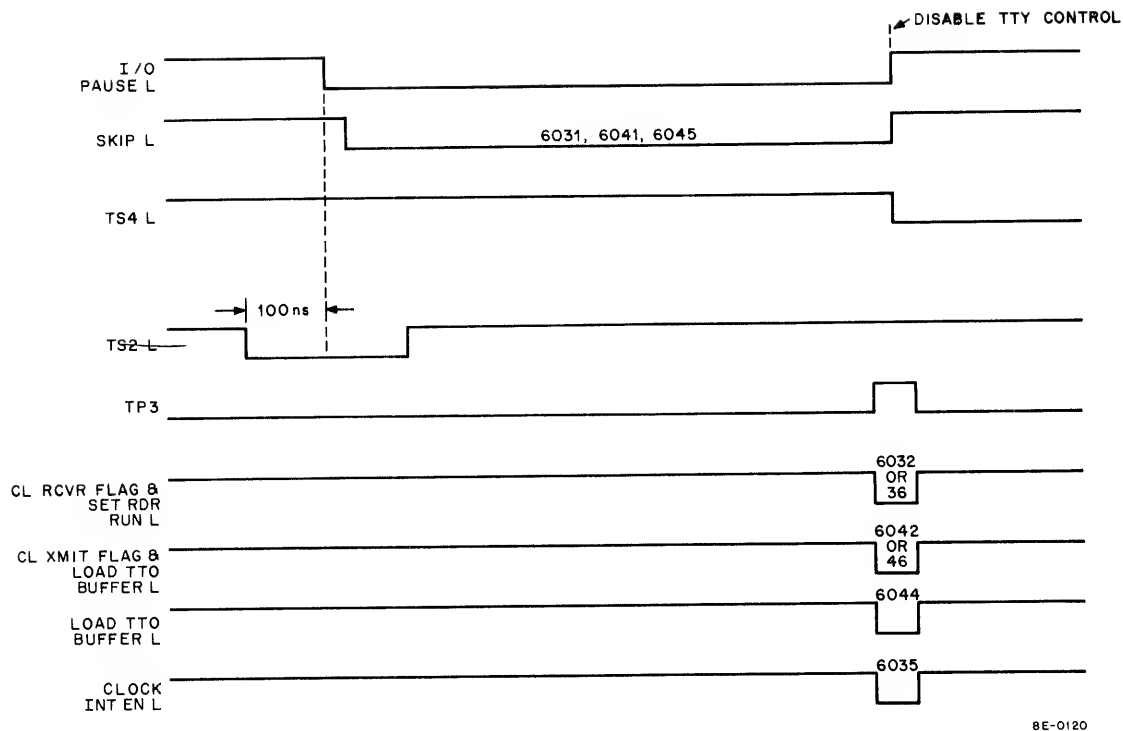 DISABLE TTY CONTROL
I/O
PAUSE L
SKIP L
6031, 6041, 6045
TS4 L
100ns
TS2 L
TP3
6032
OR
36
CL RCVR FLAG &
SET RDR
RUN L
6042
OR
46
CL XMIT FLAG &
LOAD TTO
BUFFER L
6044
LOAD TTO
BUFFER L
6035
CLOCK
INT EN L
8E-0120